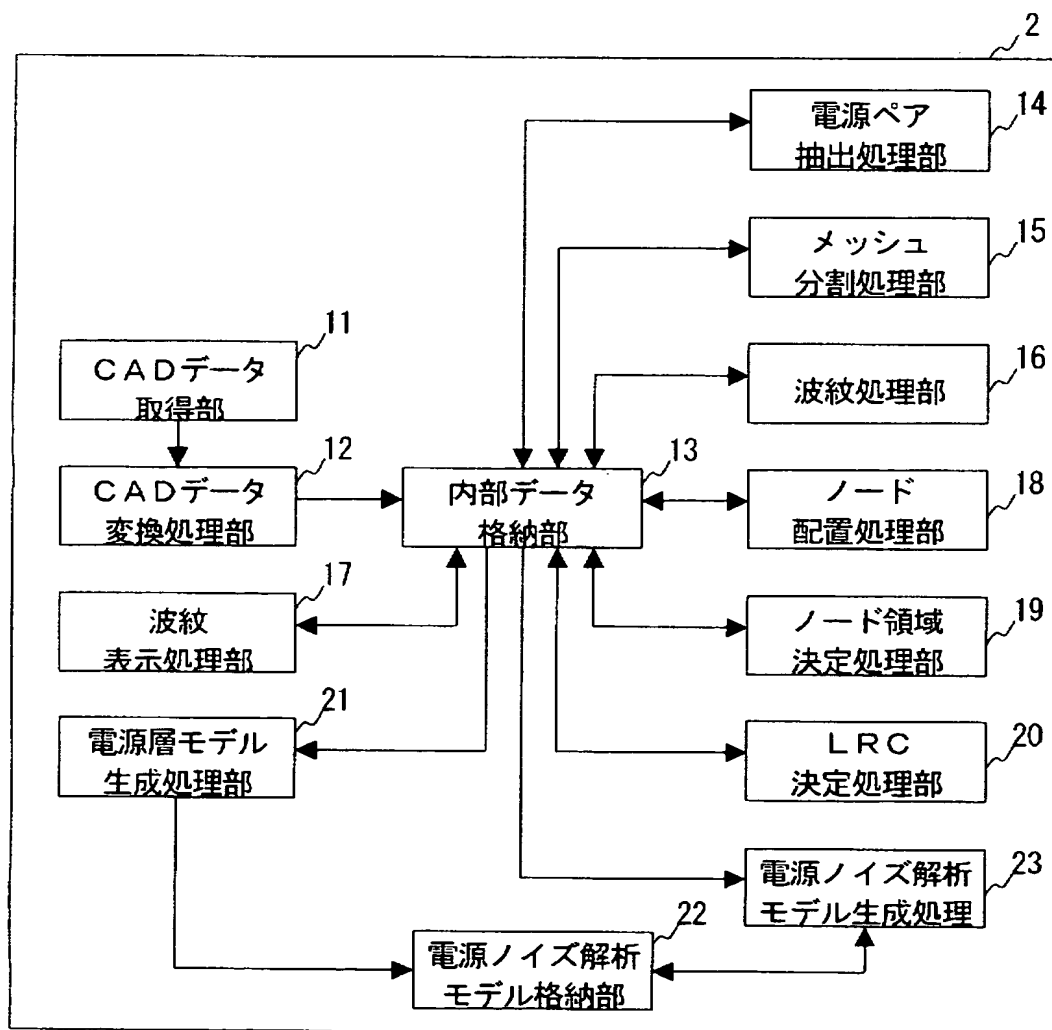 2
電源ペア
抽出処理部
14
メッシュ
分割処理部
15
11
CADデータ
取得部
波紋処理部
16
12
CADデータ
変換処理部
13
内部データ
格納部
ノード
配置処理部
18
17
波紋
表示処理部
ノード領域
決定処理部
19
21
電源層モデル
生成処理部
LRC
決定処理部
20
電源ノイズ解析
モデル生成処理
23
22
電源ノイズ解析
モデル格納部